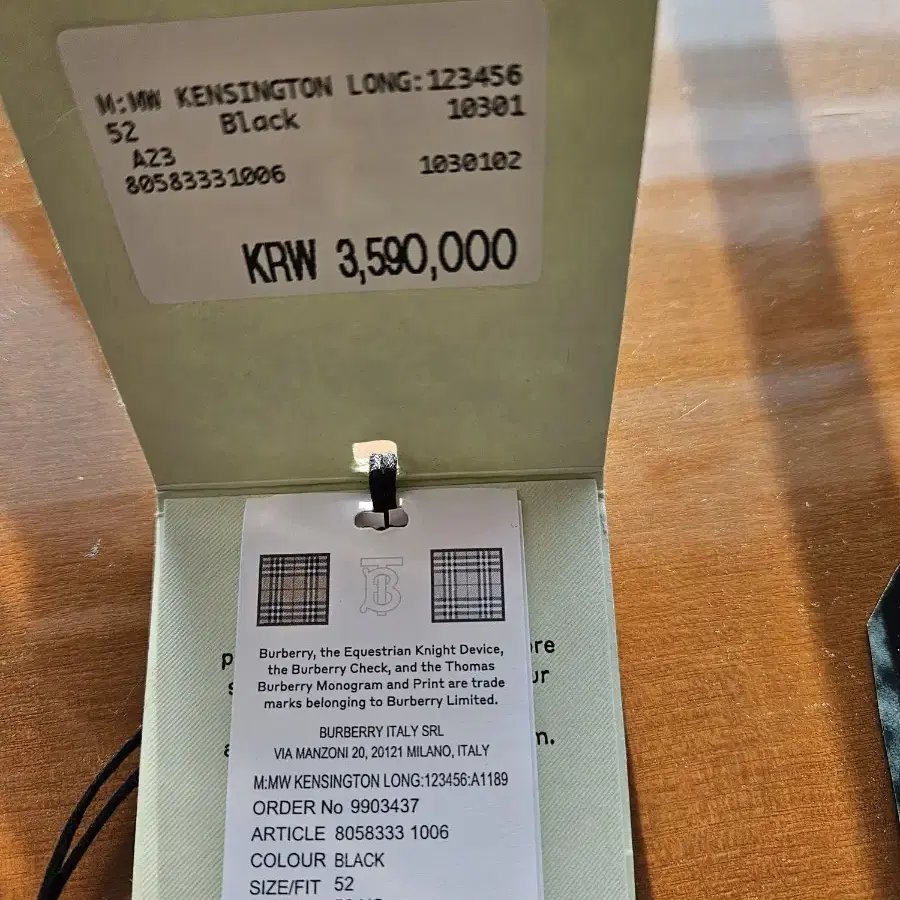 M:MW KENSINGTON LONG:123456
52 Black 10301
A23
80583331006 1030102
KRW 3,590,000
Burberry, the Equestrian Knight Device,
the Burberry Check, and the Thomas
Burberry Monogram and Print are trade
marks belonging to Burberry Limited.
BURBERRY ITALY SRL
VIA MANZONI 20, 20121 MILANO, ITALY
M:MW KENSINGTON LONG:123456:A1189
ORDER No 9903437
ARTICLE 8058333 1006
COLOUR BLACK
SIZE/FIT 52